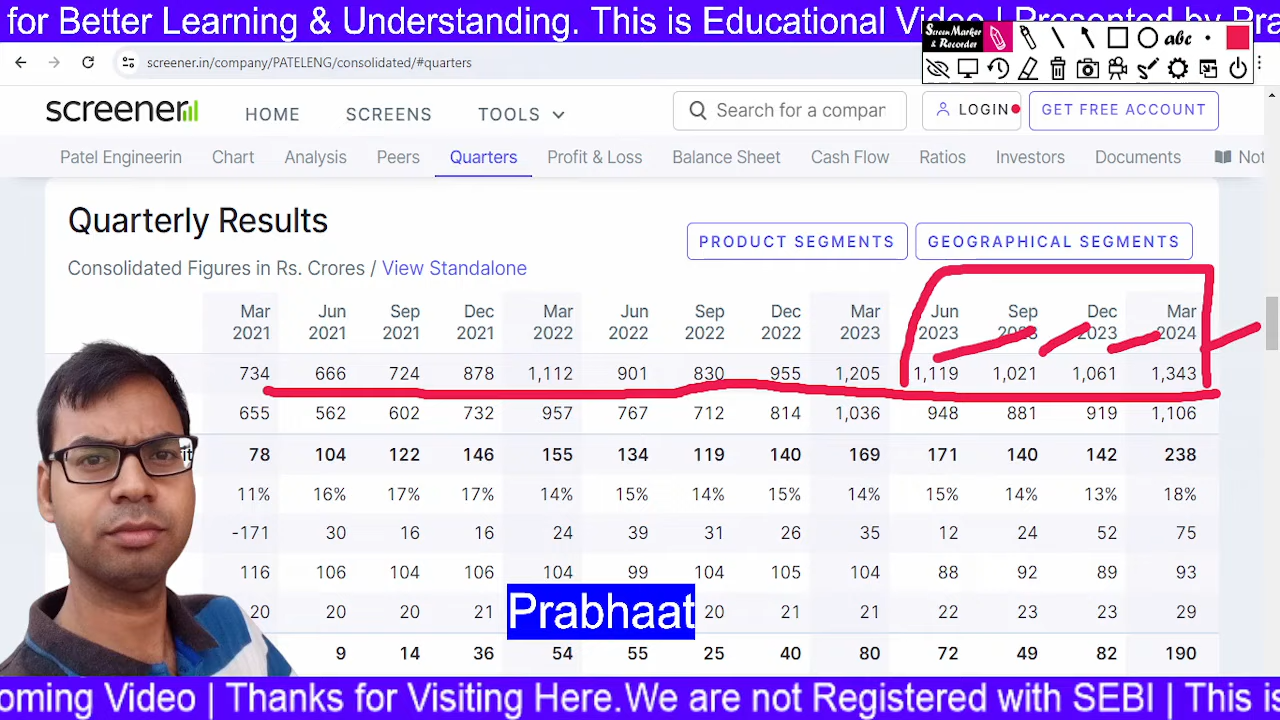 for Better Learning & Understanding. This is Educational Video | Presented by Pra
Screen Marker
& Recorder
abc
screener.in/company/PATELENG/consolidated/#quarters
screener
HOME
SCREENS
TOOLS
Search for a compar
LOGIN
GET FREE ACCOUNT
Patel Engineerin
Chart
Analysis
Peers
Quarters
Profit & Loss
Balance Sheet
Cash Flow
Ratios
Investors
Documents
Not
Quarterly Results
PRODUCT SEGMENTS
GEOGRAPHICAL SEGMENTS
Consolidated Figures in Rs. Crores / View Standalone
Mar 2021 Jun 2021 Sep 2021 Dec 2021 Mar 2022 Jun 2022 Sep 2022 Dec 2022 Mar 2023 Jun 2023 Sep 2023 Dec 2023 Mar 2024
734 666 724 878 1,112 901 830 955 1,205 1,119 1,021 1,061 1,343
655 562 602 732 957 767 712 814 1,036 948 881 919 1,106
it 78 104 122 146 155 134 119 140 169 171 140 142 238
11% 16% 17% 17% 14% 15% 14% 15% 14% 15% 14% 13% 18%
-171 30 16 16 24 39 31 26 35 12 24 52 75
116 106 104 106 104 99 104 105 104 88 92 89 93
20 20 20 21 20 21 21 22 23 23 29
Prabhaat
9 14 36 54 55 25 40 80 72 49 82 190
oming Video | Thanks for Visiting Here.We are not Registered with SEBI | This is